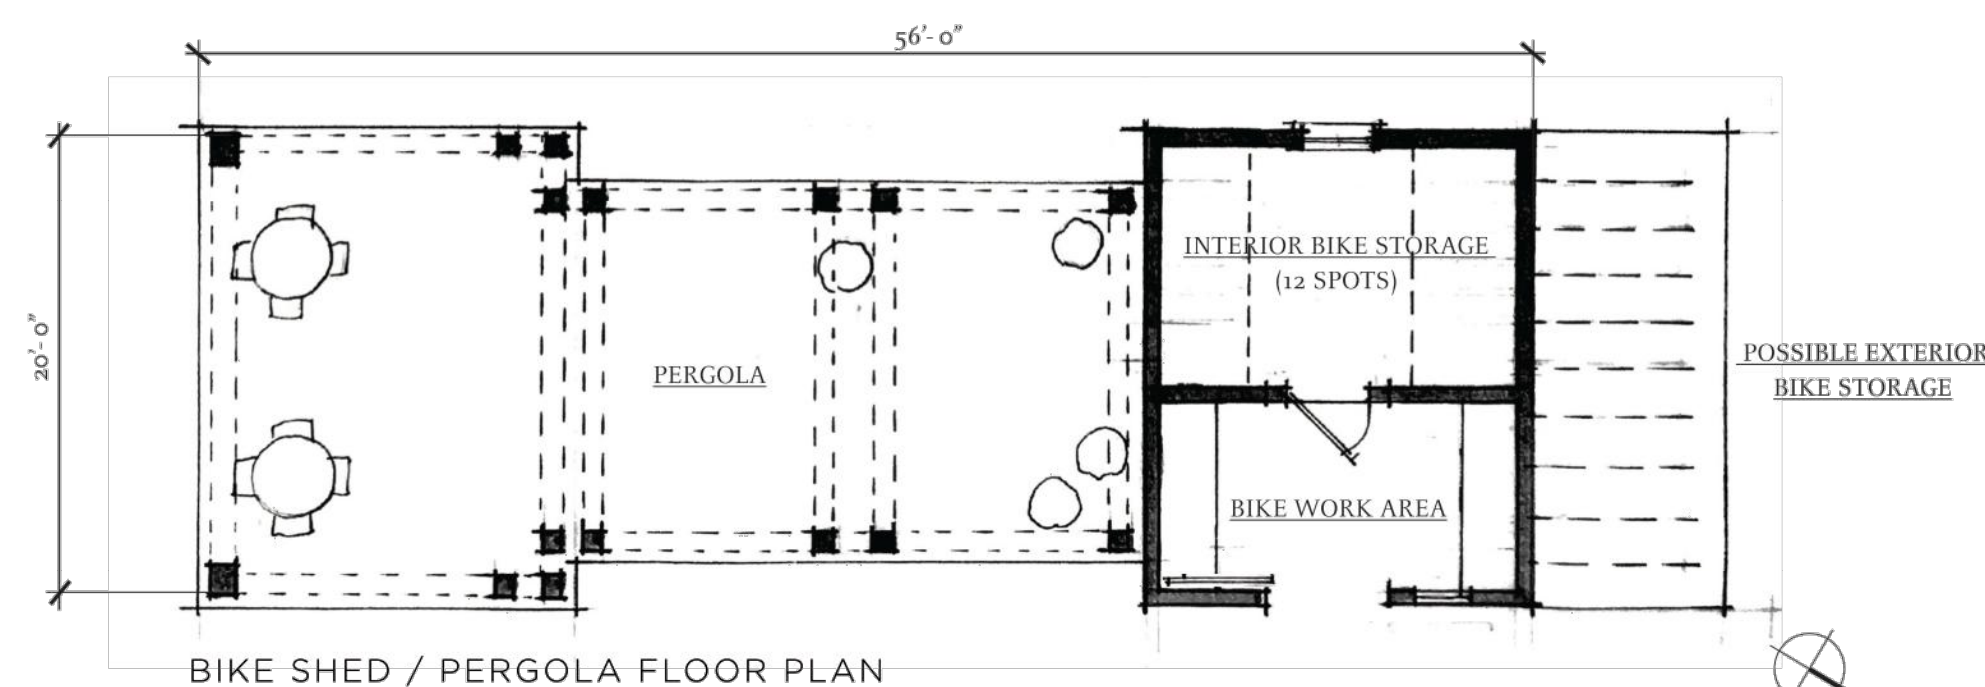 56'-0"
20'-0"
INTERIOR BIKE STORAGE
(12 SPOTS)
PERGOLA
POSSIBLE EXTERIOR
BIKE STORAGE
BIKE WORK AREA
BIKE SHED / PERGOLA FLOOR PLAN